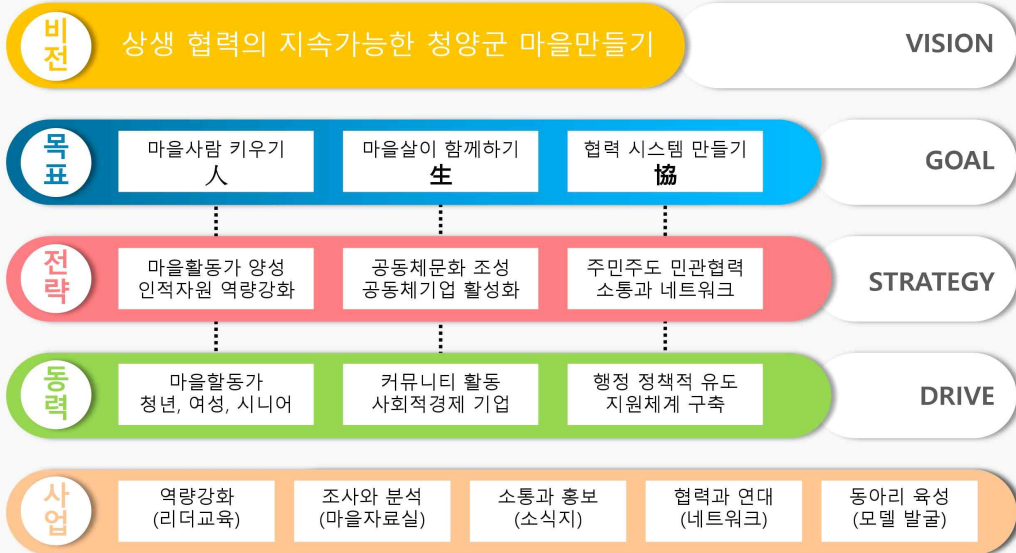 비전
상생 협력의 지속가능한 청양군 마을만들기
VISION
목표
마을사람 키우기
人
마을살이 함께하기
生
협력 시스템 만들기
協
GOAL
전략
마을활동가 양성
인적자원 역량강화
공동체문화 조성
공동체기업 활성화
주민주도 민관협력
소통과 네트워크
STRATEGY
동력
마을할동가
청년, 여성, 시니어
커뮤니티 활동
사회적경제 기업
행정 정책적 유도
지원체계 구축
DRIVE
사업
역량강화
(리더교육)
조사와 분석
(마을자료실)
소통과 홍보
(소식지)
협력과 연대
(네트워크)
동아리 육성
(모델 발굴)